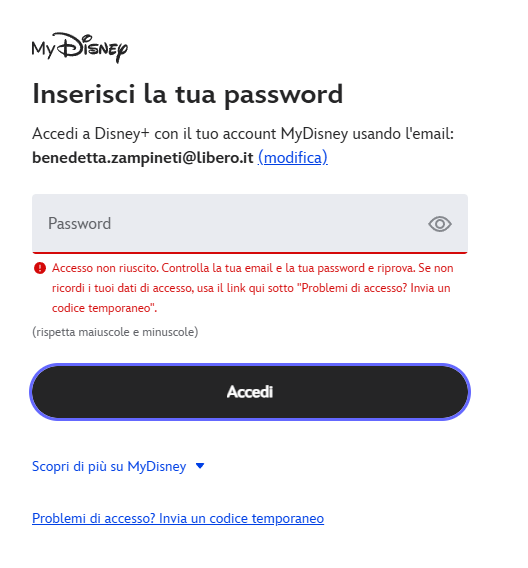 My Disney
Inserisci la tua password
Accedi a Disney+ con il tuo account MyDisney usando l'email:
benedetta.zampineti@libero.it (modifica)
Password
Accesso non riuscito. Controlla la tua email e la tua password e riprova. Se non
ricordi i tuoi dati di accesso, usa il link qui sotto "Problemi di accesso? Invia un
codice temporaneo".
(rispetta maiuscole e minuscole)
Accedi
Scopri di più su MyDisney
Problemi di accesso? Invia un codice temporaneo